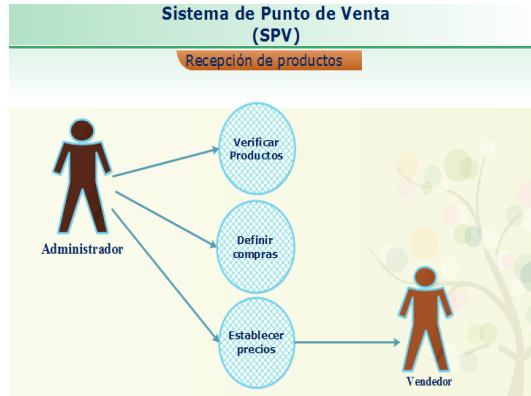 Sistema de Punto de Venta
(SPV)
Recepción de productos
Verificar
Productos
Administrador
Definir
compras
Establecer
precios
Vendedor